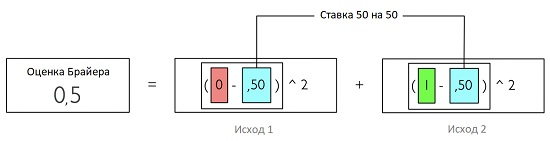 Ставка 50 на 50
Оценка Брайера
0,5
= (0 - ,50) ^ 2 + (1 - ,50) ^ 2
Исход 1
Исход 2